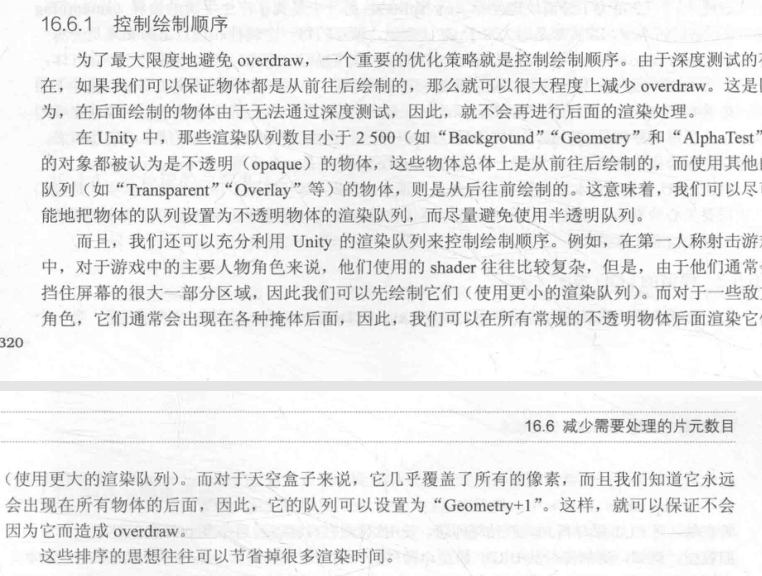 16.6.1 控制绘制顺序
为了最大限度地避免 overdraw，一个重要的优化策略就是控制绘制顺序。由于深度测试的
在，如果我们可以保证物体都是从前往后绘制的，那么就可以很大程度上减少 overdraw。这是
为，在后面绘制的物体由于无法通过深度测试，因此，就不会再进行后面的渲染处理。
在 Unity 中，那些渲染队列数目小于 2 500（如“Background”“Geometry”和“AlphaTest”
的对象都被认为是不透明（opaque）的物体，这些物体总体上是从前往后绘制的，而使用其他
队列（如“Transparent”“Overlay”等）的物体，则是从后往前绘制的。这意味着，我们可以尽
能地把物体的队列设置为不透明物体的渲染队列，而尽量避免使用半透明队列。
而且，我们还可以充分利用 Unity 的渲染队列来控制绘制顺序。例如，在第一人称射击游
中，对于游戏中的主要人物角色来说，他们使用的 shader 往往比较复杂，但是，由于他们通常
挡住屏幕的很大一部分区域，因此我们可以先绘制它们（使用更小的渲染队列）。而对于一些敌
角色，它们通常会出现在各种掩体后面，因此，我们可以在所有常规的不透明物体后面渲染它
320
16.6 减少需要处理的片元数目
（使用更大的渲染队列）。而对于天空盒子来说，它几乎覆盖了所有的像素，而且我们知道它永远
会出现在所有物体的后面，因此，它的队列可以设置为“Geometry+1”。这样，就可以保证不会
因为它而造成 overdraw。
这些排序的思想往往可以节省掉很多渲染时间。